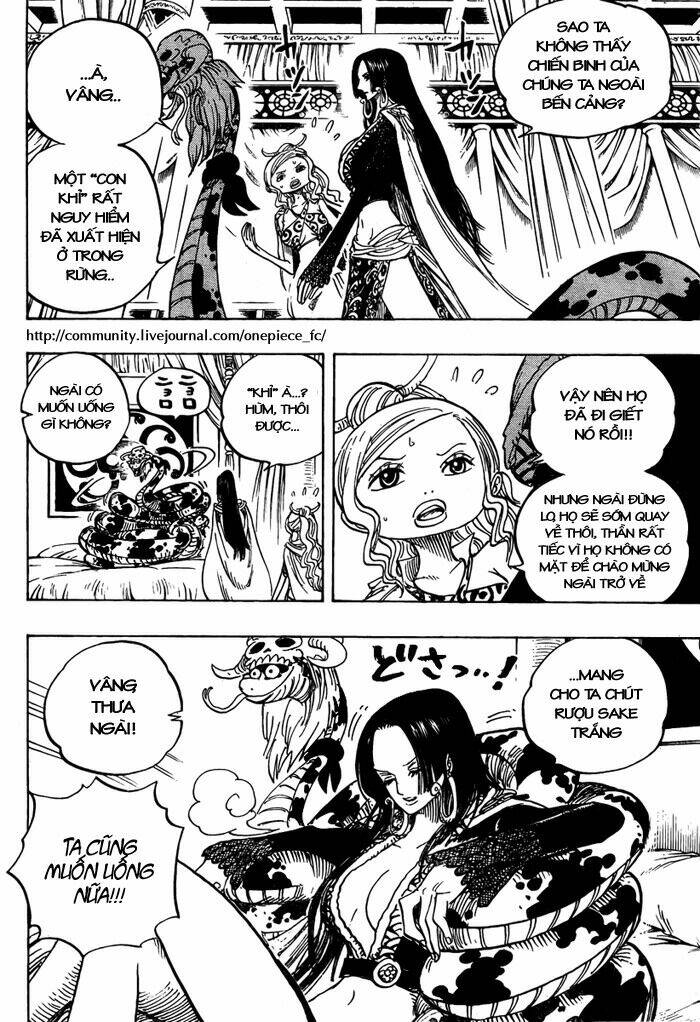 SAO TA
KHÔNG THẤY
CHIẾN BINH CỦA
CHÚNG TA NGOÀI
BẾN CẢNG?
...À,
VÂNG..
MỘT "CON
KHỈ" RẤT
NGUY HIỂM
ĐÃ XUẤT HIỆN
Ở TRONG
RỪNG..
http://community.livejournal.com/onepiece_fc/
VẬY NÊN HỌ
ĐÃ ĐI GIẾT
NÓ RỒI!!
NHƯNG NGÀI ĐỪNG
LO, HỌ SẼ SỚM QUAY
VỀ THÔI, THẦN RẤT
TIẾC VÌ HỌ KHÔNG CÓ
MẶT ĐỂ CHÀO MỪNG
NGÀI TRỞ VỀ
"KHỈ" À...?
HỪM, THÔI
ĐƯỢC...
NGÀI CÓ
MUỐN UỐNG
GÌ KHÔNG?
...MANG
CHO TA CHÚT
RƯỢU SAKE
TRẮNG
どさっ..!
VÂNG,
THƯA
NGÀI!
TA CŨNG
MUỐN UỐNG
NỮA!!!